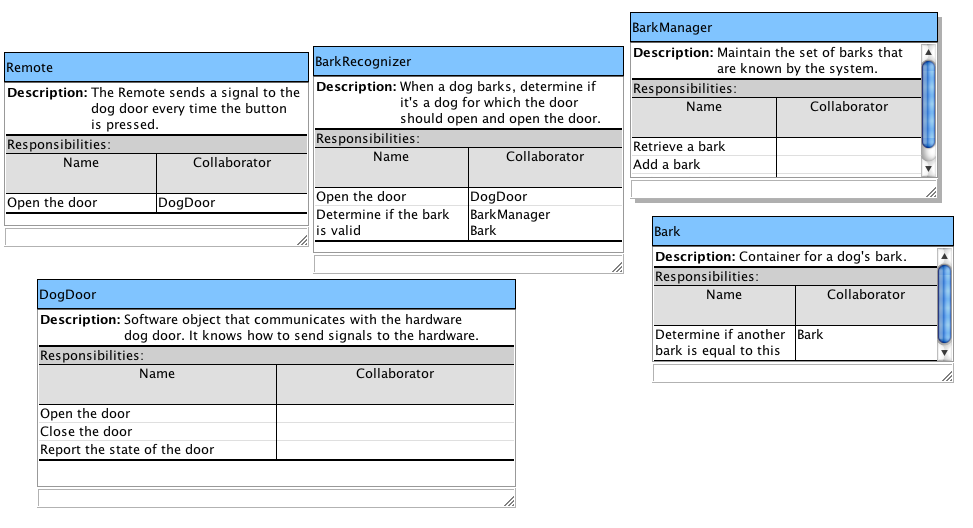 Remote
Description: The Remote sends a signal to the
dog door every time the button
is pressed.
Responsibilities:
Name Collaborator
Open the door DogDoor
BarkRecognizer
Description: When a dog barks, determine if
it's a dog for which the door
should open and open the door.
Responsibilities:
Name Collaborator
Open the door DogDoor
Determine if the bark BarkManager
is valid Bark
BarkManager
Description: Maintain the set of barks that
are known by the system.
Responsibilities:
Name Collaborator
Retrieve a bark
Add a bark
Bark
Description: Container for a dog's bark.
Responsibilities:
Name Collaborator
Determine if another Bark
bark is equal to this
DogDoor
Description: Software object that communicates with the hardware
dog door. It knows how to send signals to the hardware.
Responsibilities:
Name Collaborator
Open the door
Close the door
Report the state of the door